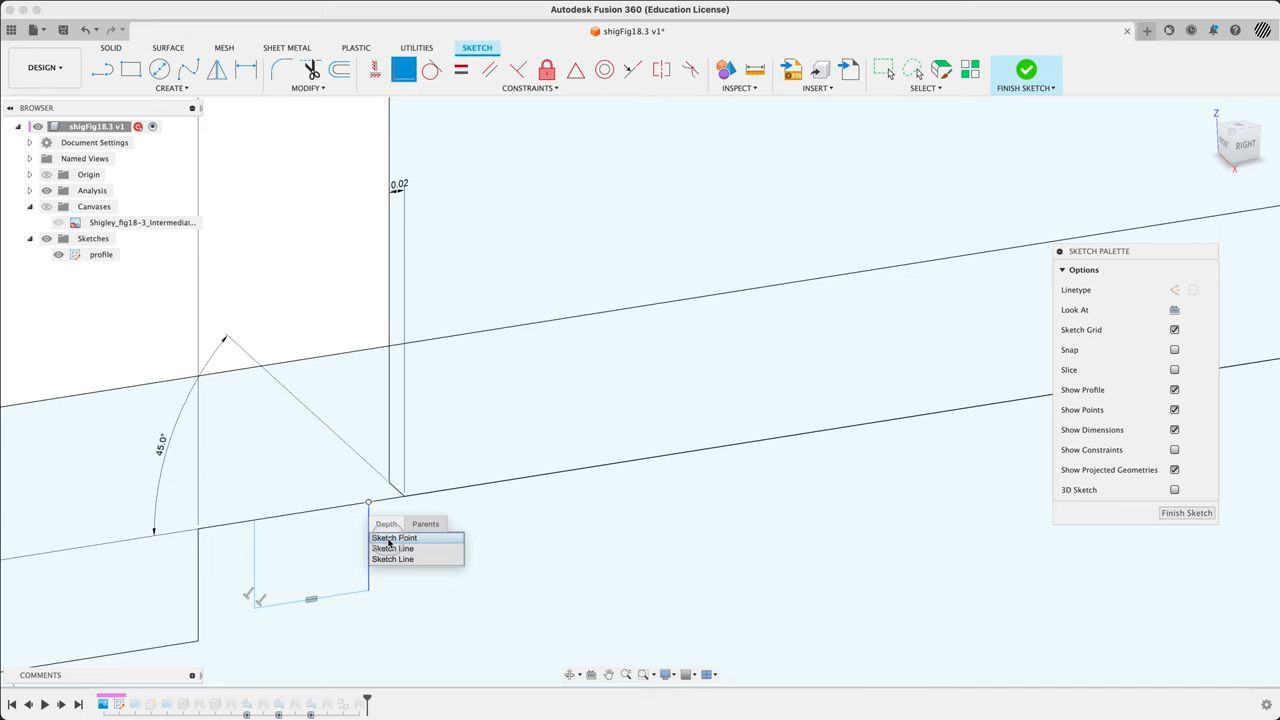 Autodesk Fusion 360 (Education License)
shigFig18.3 v1*
SOLID SURFACE MESH SHEET METAL PLASTIC UTILITIES SKETCH
DESIGN
CREATE MODIFY CONSTRAINTS INSPECT INSERT SELECT FINISH SKETCH
BROWSER
shigFig18.3 v1
Document Settings
Named Views
Origin
Analysis
Canvases
Shigley_fig18-3_Intermedia...
Sketches
profile
0.02
45.0°
Z
RIGHT
X
SKETCH PALETTE
Options
Linetype
Look At
Sketch Grid
Snap
Slice
Show Profile
Show Points
Show Dimensions
Show Constraints
Show Projected Geometries
3D Sketch
Finish Sketch
Depth Parents
Sketch Point
Sketch Line
Sketch Line
COMMENTS